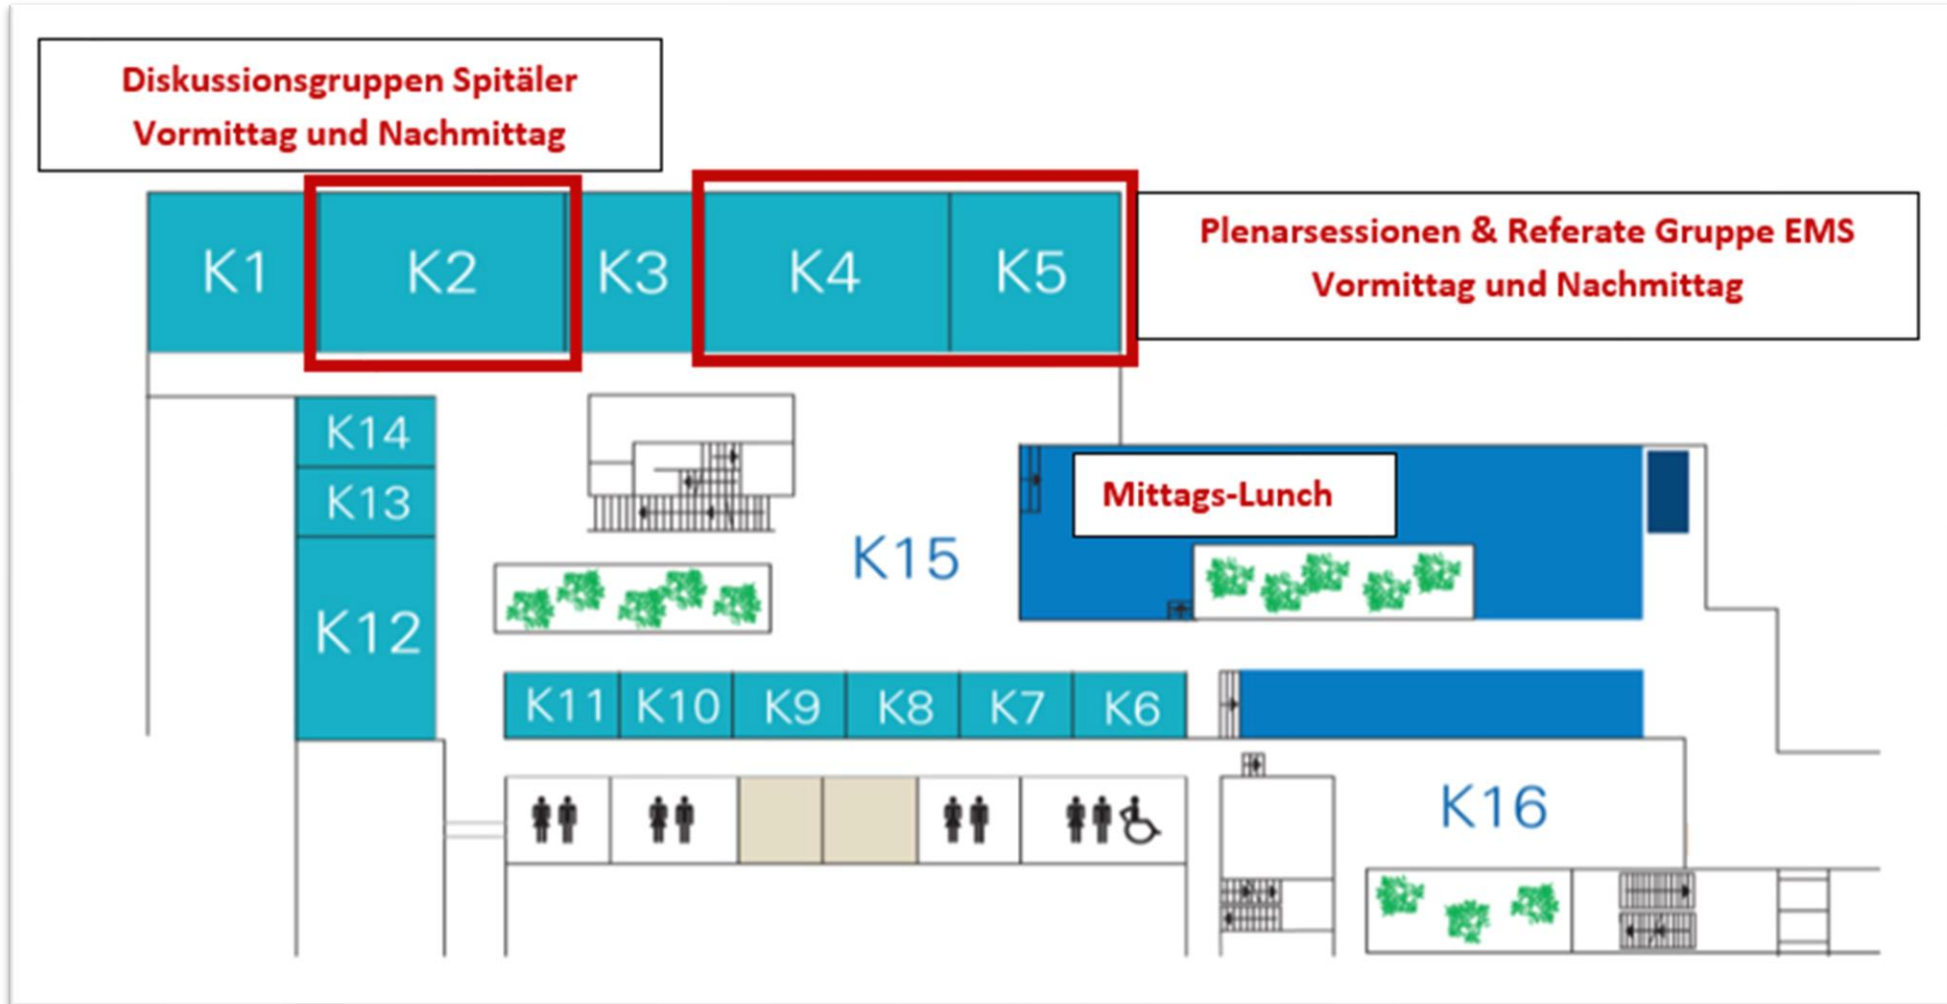 Diskussionsgruppen Spitäler
Vormittag und Nachmittag
Plenarsessionen & Referate Gruppe EMS
Vormittag und Nachmittag
K1
K2
K3
K4
K5
K14
K13
K12
Mittags-Lunch
K15
K11
K10
K9
K8
K7
K6
K16